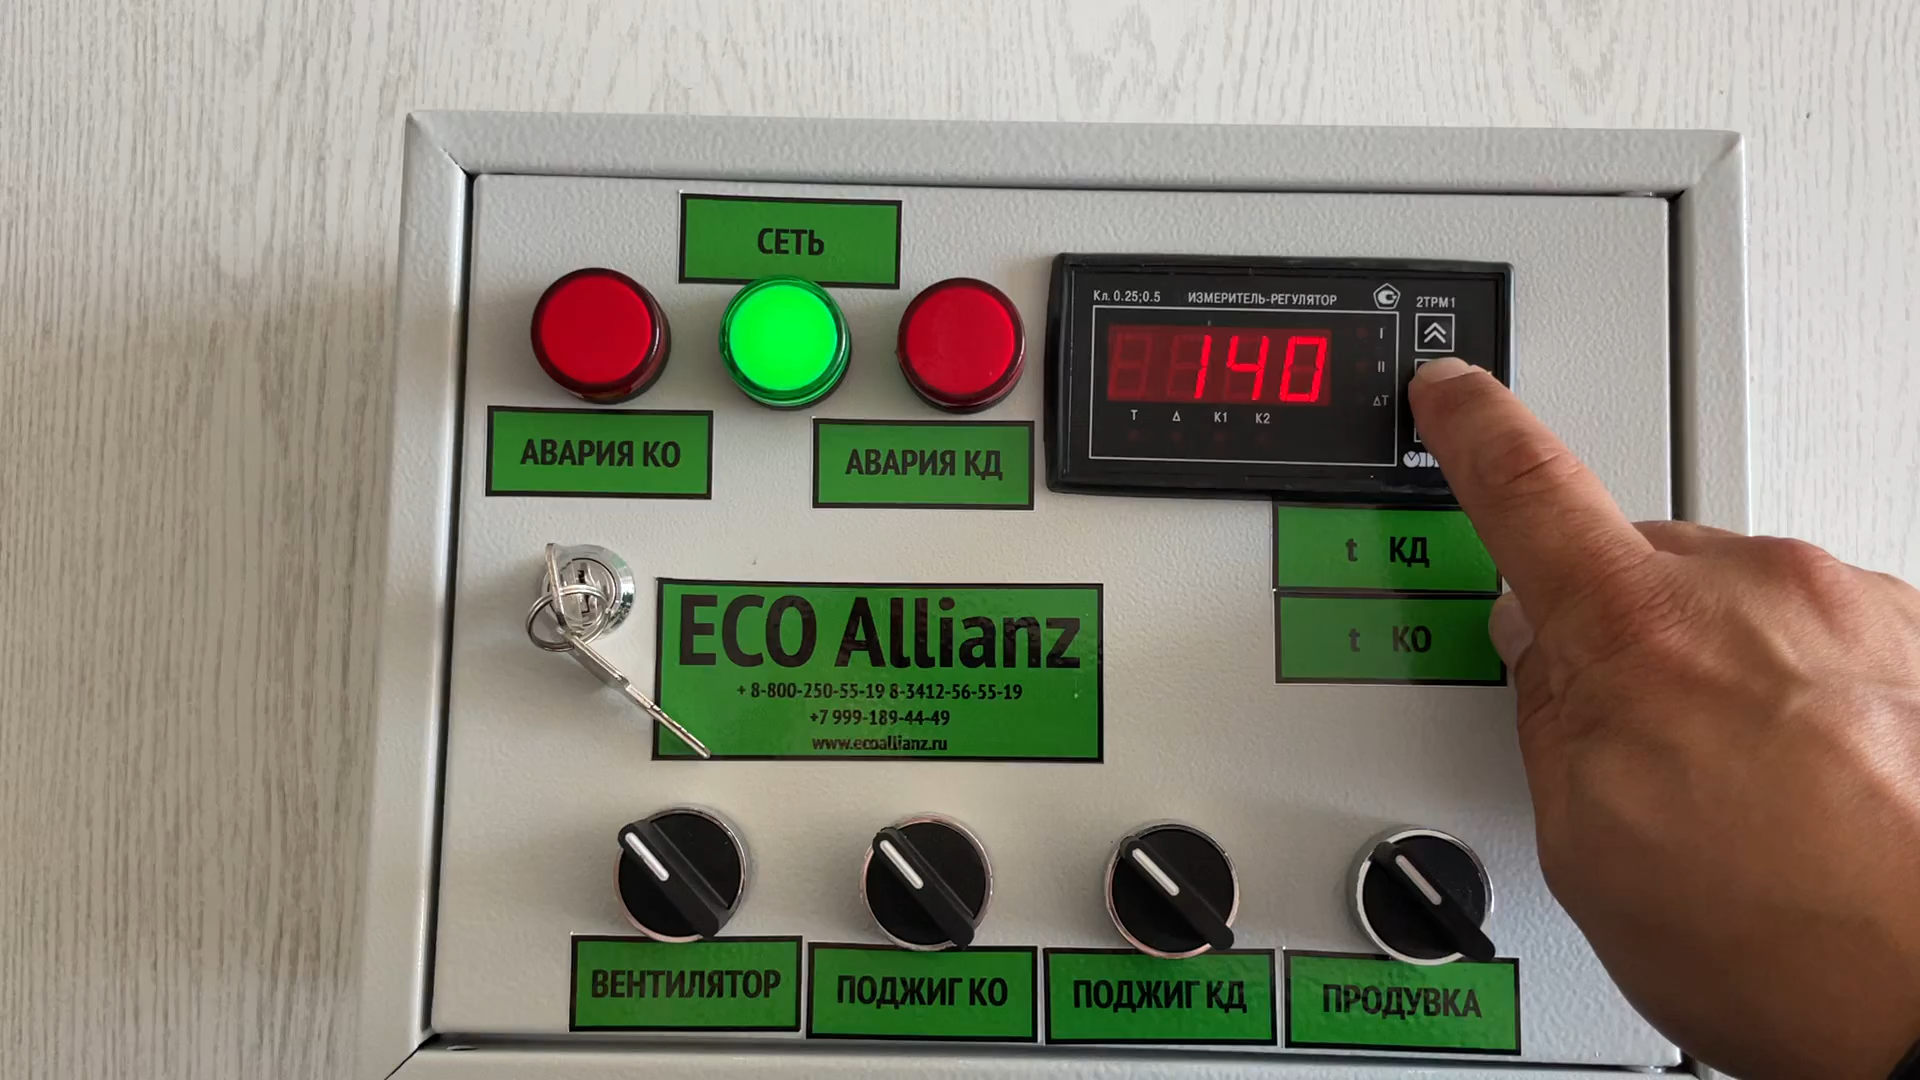 СЕТЬ
Кл. 0.25;0.5 ИЗМЕРИТЕЛЬ-РЕГУЛЯТОР 2ТРМ1
140
I
II
ΔT
T Δ K1 K2
АВАРИЯ КО
АВАРИЯ КД
t КД
t КО
ECO Allianz
+ 8-800-250-55-19 8-3412-56-55-19
+7 999-189-44-49
www.ecoallianz.ru
ВЕНТИЛЯТОР
ПОДЖИГ КО
ПОДЖИГ КД
ПРОДУВКА